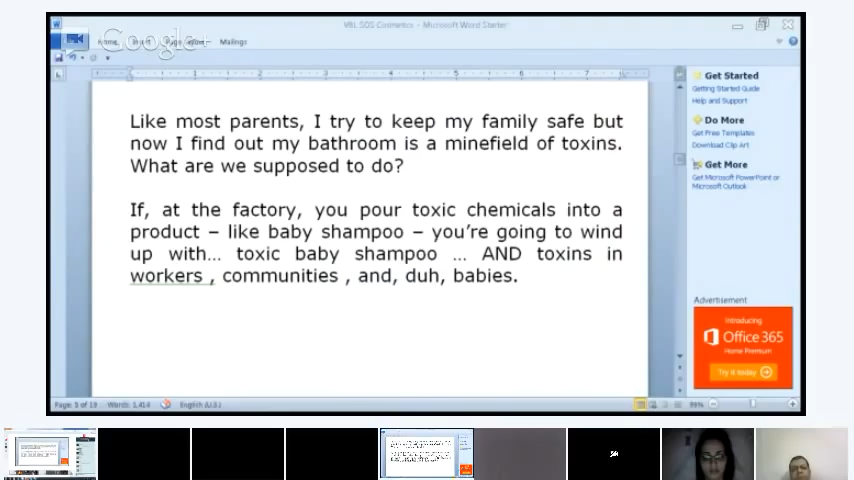 VBL SOS Cosmetics - Microsoft Word Starter
Google+
Mailings
Like most parents, I try to keep my family safe but
now I find out my bathroom is a minefield of toxins.
What are we supposed to do?
If, at the factory, you pour toxic chemicals into a
product – like baby shampoo – you’re going to wind
up with… toxic baby shampoo … AND toxins in
workers , communities , and, duh, babies.
Get Started
Getting Started Guide
Help and Support
Do More
Get Free Templates
Download Clip Art
Get More
Get Microsoft PowerPoint or
Microsoft Outlook
Advertisement
Introducing
Office 365
Home Premium
Try it today
Page: 5 of 19 Words: 1,414 English (U.S.)